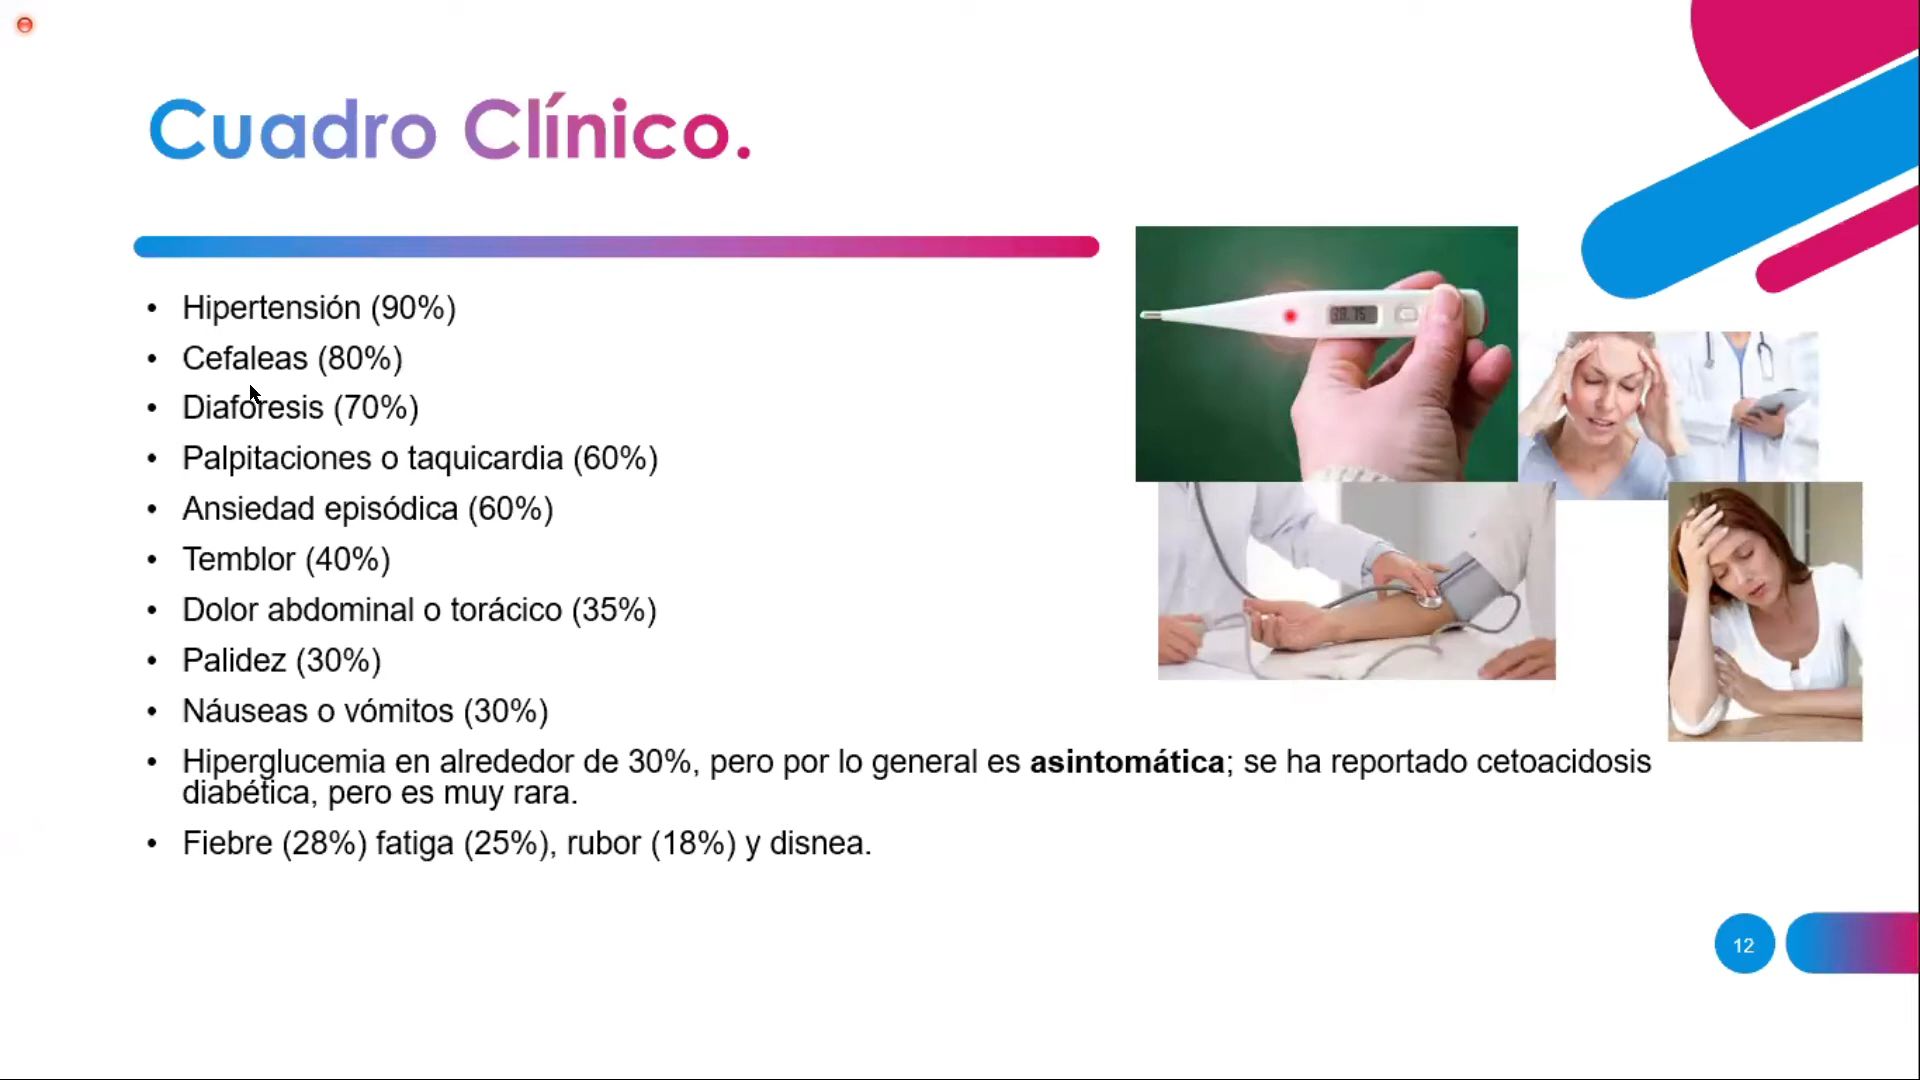 Cuadro Clínico.
• Hipertensión (90%)
• Cefaleas (80%)
• Diaforesis (70%)
• Palpitaciones o taquicardia (60%)
• Ansiedad episódica (60%)
• Temblor (40%)
• Dolor abdominal o torácico (35%)
• Palidez (30%)
• Náuseas o vómitos (30%)
• Hiperglucemia en alrededor de 30%, pero por lo general es asintomática; se ha reportado cetoacidosis
diabética, pero es muy rara.
• Fiebre (28%) fatiga (25%), rubor (18%) y disnea.
12